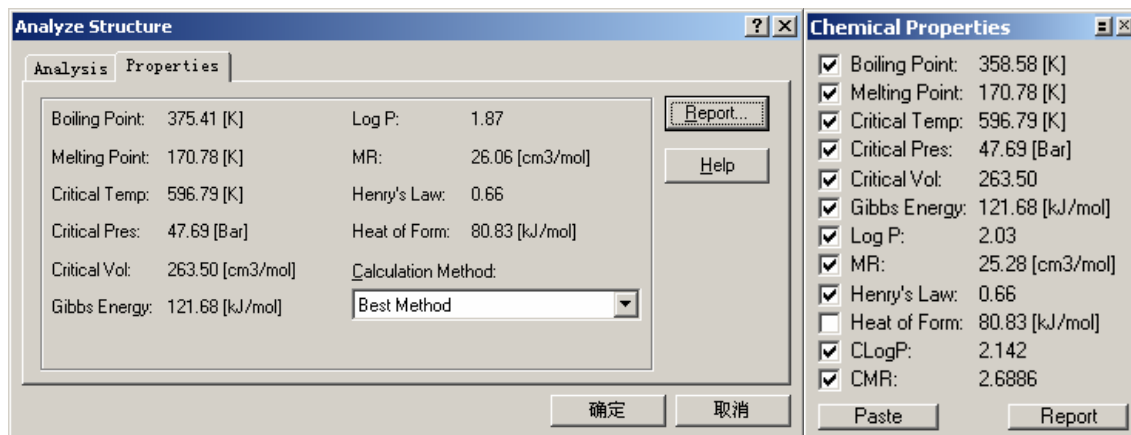 Analyze Structure
Analysis Properties
Boiling Point: 375.41 [K] Log P: 1.87
Melting Point: 170.78 [K] MR: 26.06 [cm3/mol]
Critical Temp: 596.79 [K] Henry's Law: 0.66
Critical Pres: 47.69 [Bar] Heat of Form: 80.83 [kJ/mol]
Critical Vol: 263.50 [cm3/mol] Calculation Method:
Gibbs Energy: 121.68 [kJ/mol] Best Method
Report...
Help
确定 取消
Chemical Properties
Boiling Point: 358.58 [K]
Melting Point: 170.78 [K]
Critical Temp: 596.79 [K]
Critical Pres: 47.69 [Bar]
Critical Vol: 263.50
Gibbs Energy: 121.68 [kJ/mol]
Log P: 2.03
MR: 25.28 [cm3/mol]
Henry's Law: 0.66
Heat of Form: 80.83 [kJ/mol]
CLogP: 2.142
CMR: 2.6886
Paste Report